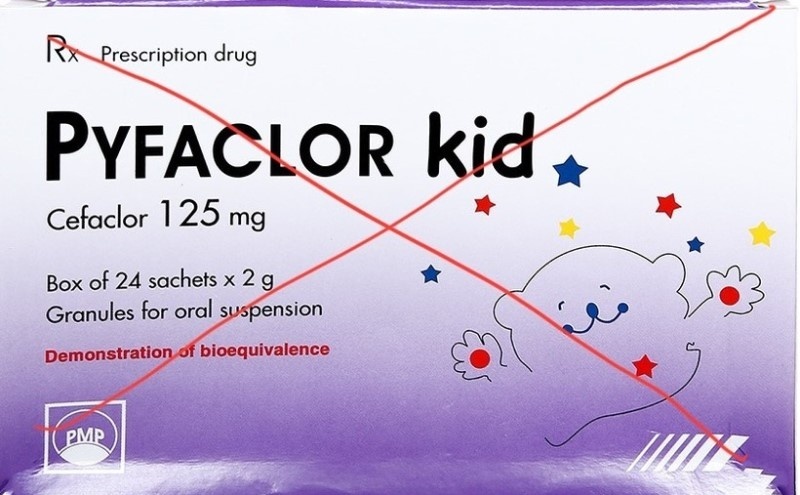 Rx Prescription drug
PYFACLOR kid
Cefaclor 125 mg
Box of 24 sachets x 2 g
Granules for oral suspension
Demonstration of bioequivalence
PMP